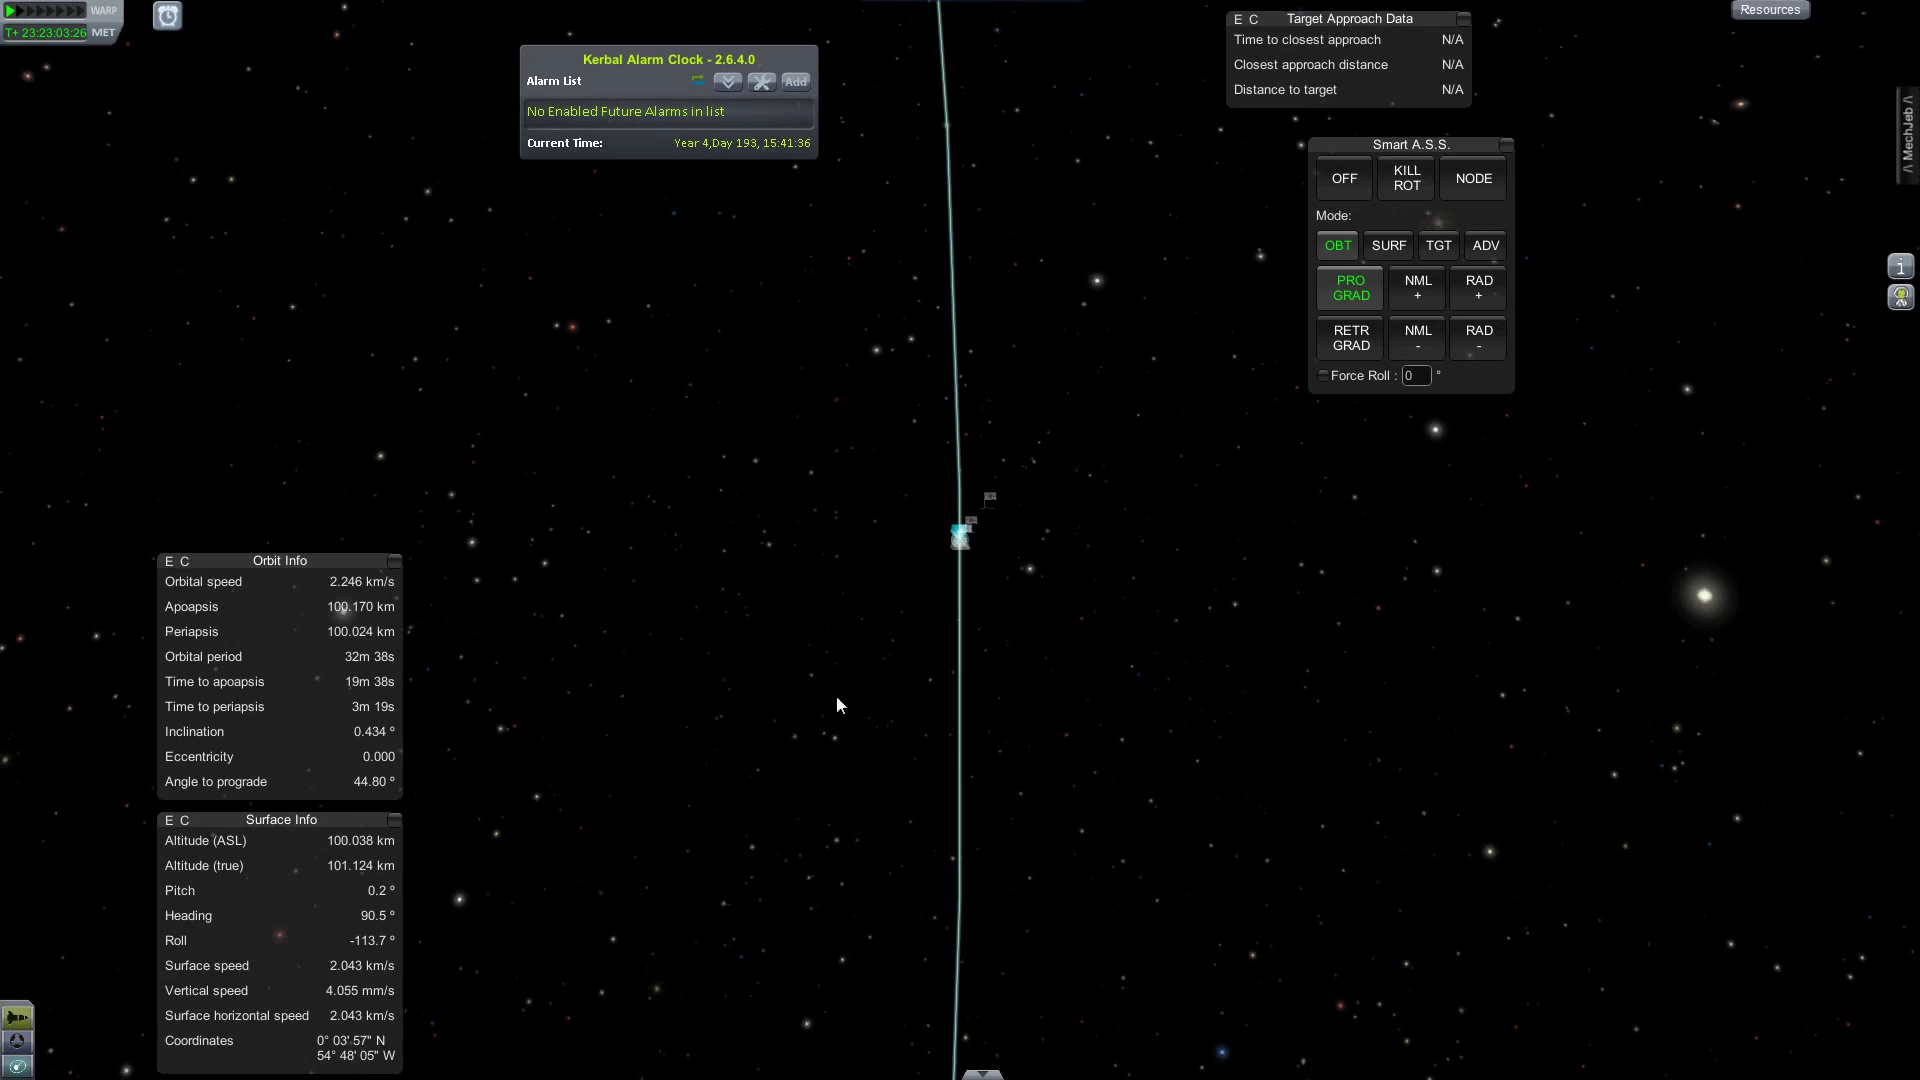 WARP
T+ 23:23:03:26 MET
Kerbal Alarm Clock - 2.6.4.0
Alarm List
Add
No Enabled Future Alarms in list
Current Time: Year 4,Day 193, 15:41:36
E C Target Approach Data
Time to closest approach N/A
Closest approach distance N/A
Distance to target N/A
Resources
/\ MechJeb /\
Smart A.S.S.
OFF
KILL
ROT
NODE
Mode:
OBT SURF TGT ADV
PRO
GRAD
NML
+
RAD
+
RETR
GRAD
NML
-
RAD
-
Force Roll : 0 °
E C Orbit Info
Orbital speed 2.246 km/s
Apoapsis 100.170 km
Periapsis 100.024 km
Orbital period 32m 38s
Time to apoapsis 19m 38s
Time to periapsis 3m 19s
Inclination 0.434 º
Eccentricity 0.000
Angle to prograde 44.80 º
E C Surface Info
Altitude (ASL) 100.038 km
Altitude (true) 101.124 km
Pitch 0.2 º
Heading 90.5 º
Roll -113.7 º
Surface speed 2.043 km/s
Vertical speed 4.055 mm/s
Surface horizontal speed 2.043 km/s
Coordinates 0° 03' 57" N
54° 48' 05" W